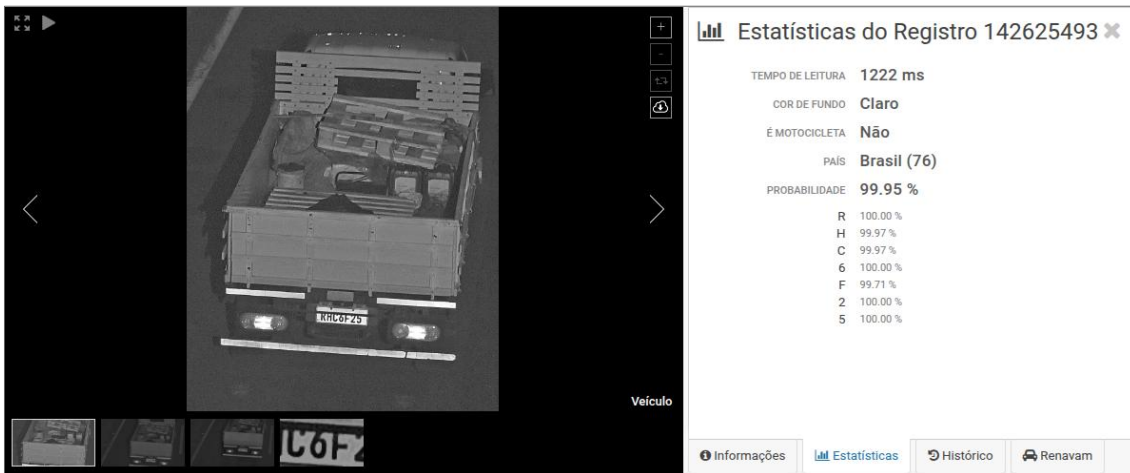 Estatísticas do Registro 142625493
TEMPO DE LEITURA 1222 ms
COR DE FUNDO Claro
É MOTOCICLETA Não
PAÍS Brasil (76)
PROBABILIDADE 99.95 %
R 100.00 %
H 99.97 %
C 99.97 %
6 100.00 %
F 99.71 %
2 100.00 %
5 100.00 %
RHC6F25
Veículo
C6F2
Informações Estatísticas Histórico Renavam